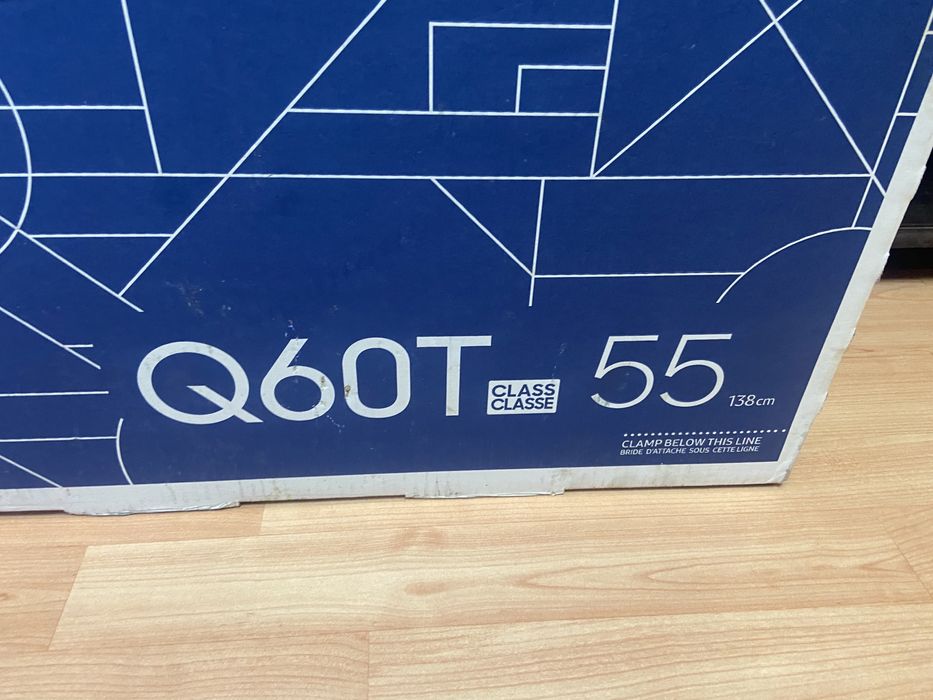 Q60T CLASS 55 138cm
CLASSE
CLAMP BELOW THIS LINE
BRIDE D'ATTACHE SOUS CETTE LIGNE